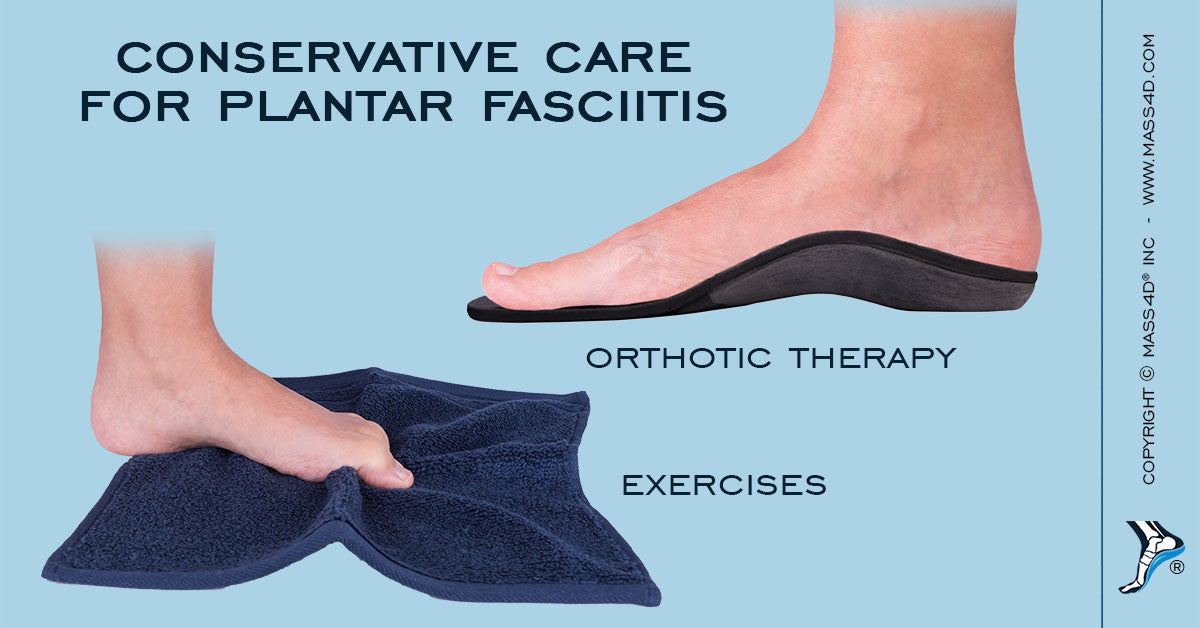 CONSERVATIVE CARE
FOR PLANTAR FASCIITIS
ORTHOTIC THERAPY
EXERCISES
COPYRIGHT © MASS4D® INC - WWW.MASS4D.COM
®